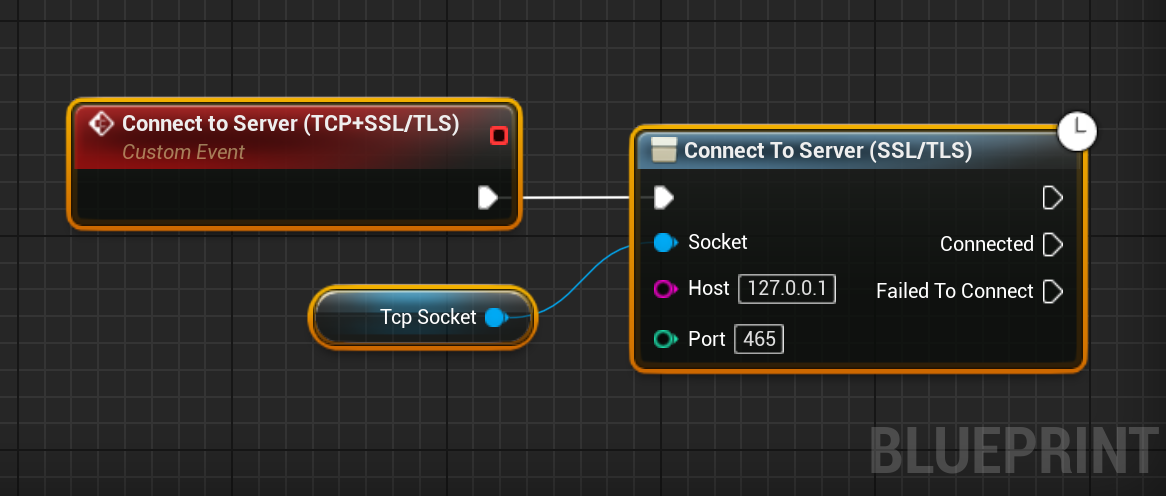 Connect to Server (TCP+SSL/TLS)
Custom Event
Connect To Server (SSL/TLS)
Socket
Connected
Host 127.0.0.1
Failed To Connect
Tcp Socket
Port 465
BLUEPRINT